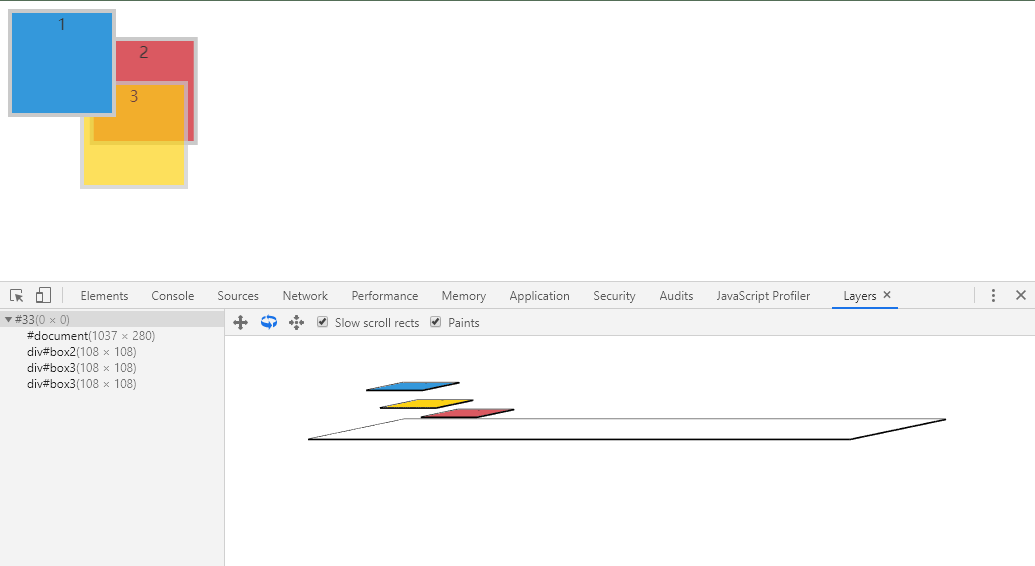 1
2
3
Elements Console Sources Network Performance Memory Application Security Audits JavaScript Profiler Layers
#33(0 × 0)
#document(1037 × 280)
div#box2(108 × 108)
div#box3(108 × 108)
div#box3(108 × 108)
Slow scroll rects Paints